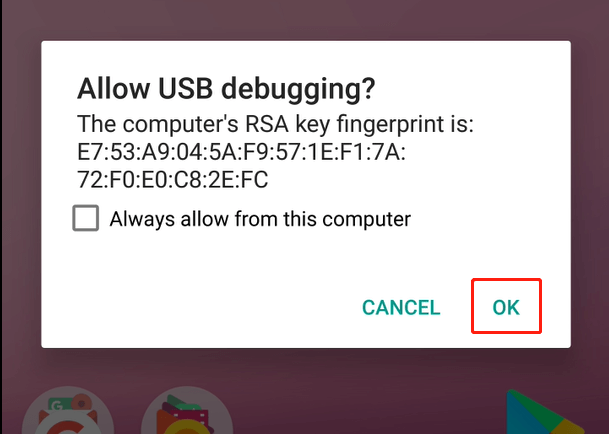 Allow USB debugging?
The computer's RSA key fingerprint is:
E7:53:A9:04:5A:F9:57:1E:F1:7A:
72:F0:E0:C8:2E:FC
Always allow from this computer
CANCEL OK